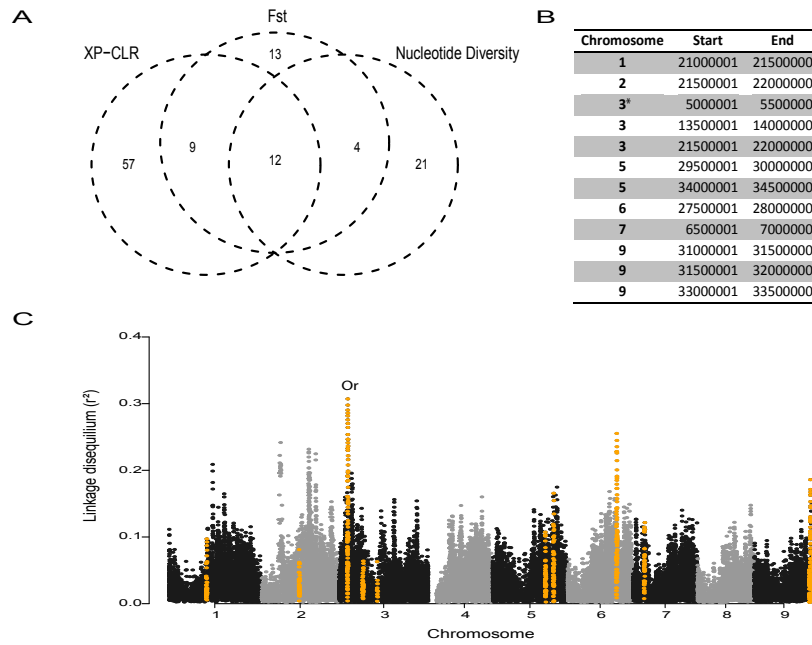 A
Fst
XP−CLR
Nucleotide Diversity
13
9
4
57
12
21
B
Chromosome Start End
1 21000001 21500000
2 21500001 22000000
3* 5000001 5500000
3 13500001 14000000
3 21500001 22000000
5 29500001 30000000
5 34000001 34500000
6 27500001 28000000
7 6500001 7000000
9 31000001 31500000
9 31500001 32000000
9 33000001 33500000
C
Linkage disequilium (r²)
0.4
0.3
0.2
0.1
0.0
Or
1 2 3 4 5 6 7 8 9
Chromosome